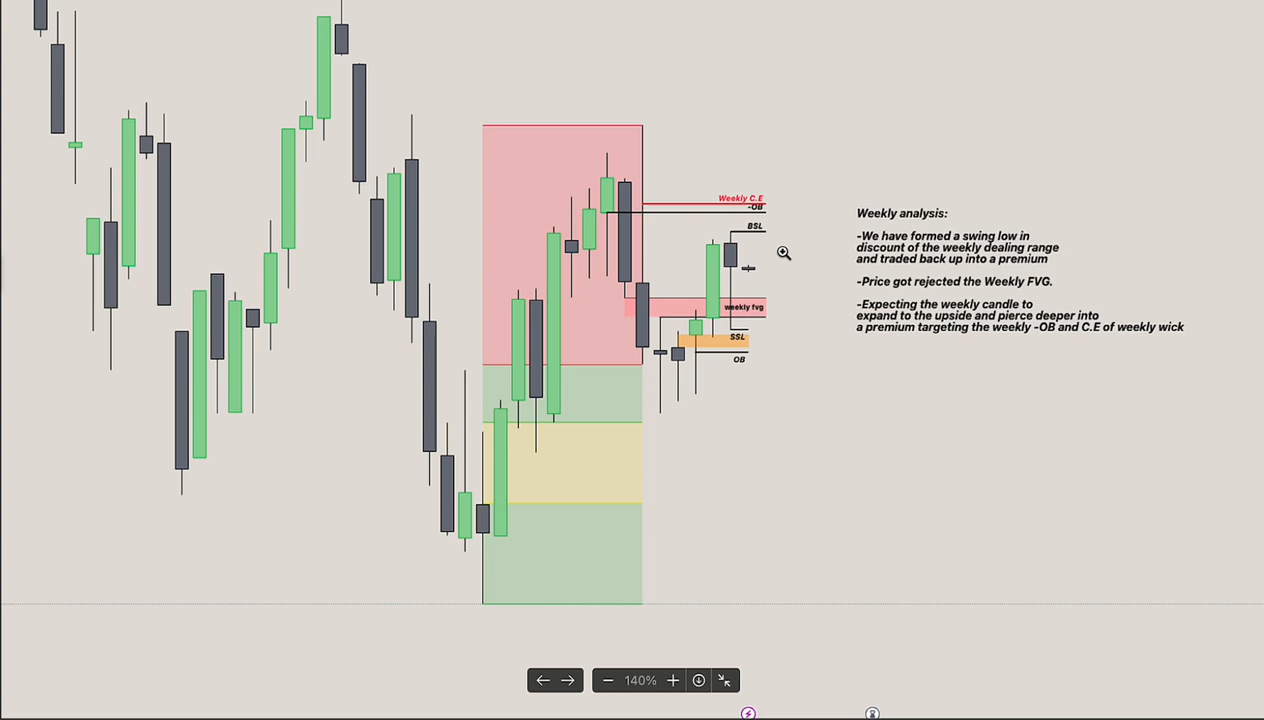 Weekly C.E
-OB
BSL
Weekly analysis:
-We have formed a swing low in
discount of the weekly dealing range
and traded back up into a premium
-Price got rejected the Weekly FVG.
-Expecting the weekly candle to
expand to the upside and pierce deeper into
a premium targeting the weekly -OB and C.E of weekly wick
weekly fvg
SSL
OB
140%